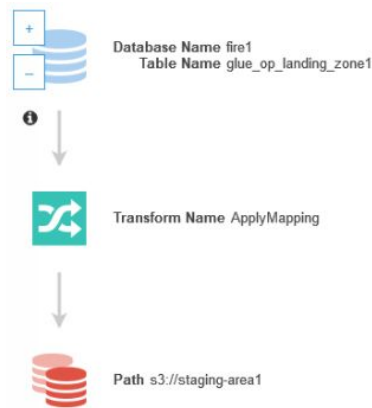 Database Name fire1
Table Name glue_op_landing_zone1
Transform Name ApplyMapping
Path s3://staging-area1